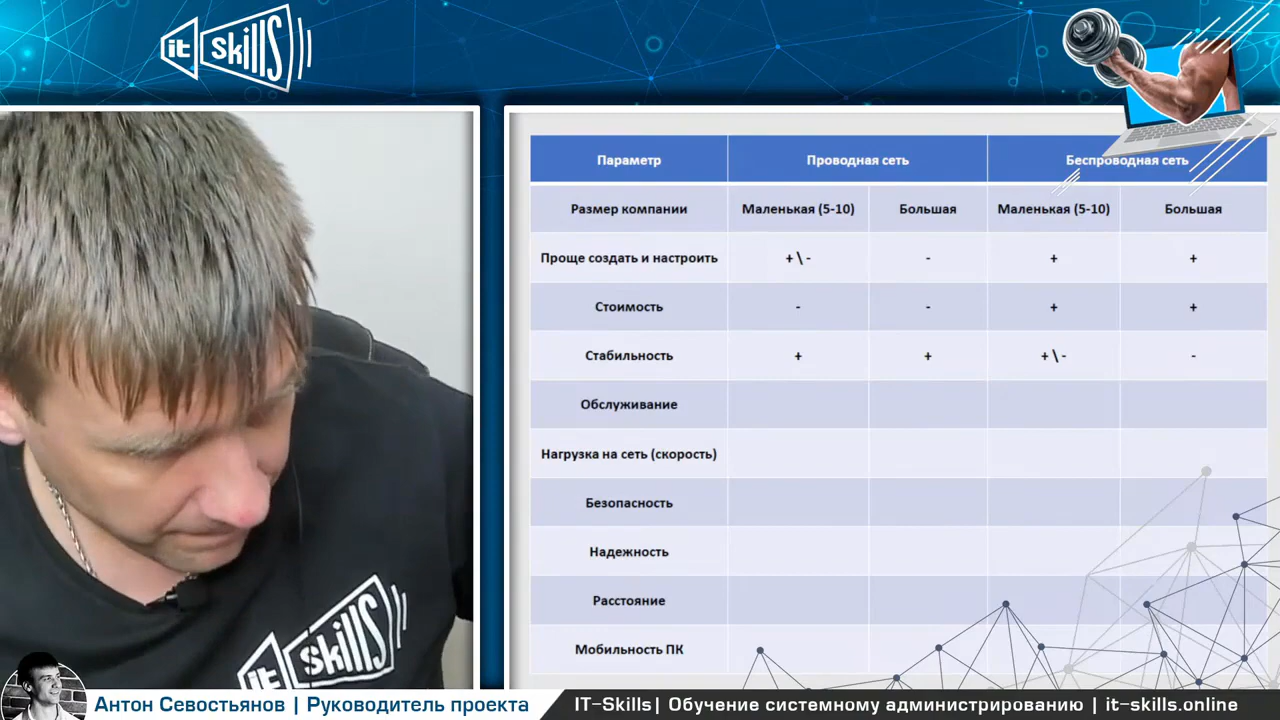 it skills
Параметр Проводная сеть Беспроводная сеть
Размер компании Маленькая (5-10) Большая Маленькая (5-10) Большая
Проще создать и настроить + \ - - + +
Стоимость - - + +
Стабильность + + + \ - -
Обслуживание
Нагрузка на сеть (скорость)
Безопасность
Надежность
Расстояние
Мобильность ПК
it skills
Антон Севостьянов | Руководитель проекта
IT-Skills| Обучение системному администрированию | it-skills.online